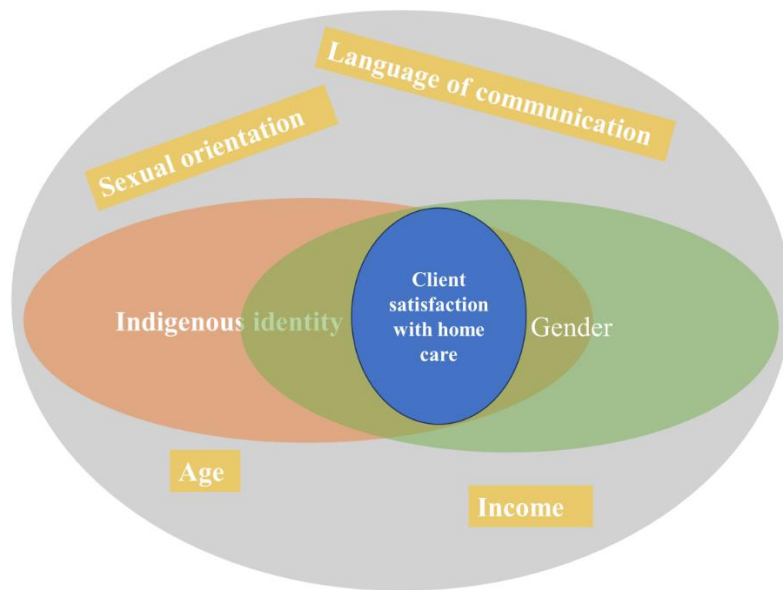 Language of communication
Sexual orientation
Indigenous identity
Client
satisfaction
with home
care
Gender
Age
Income